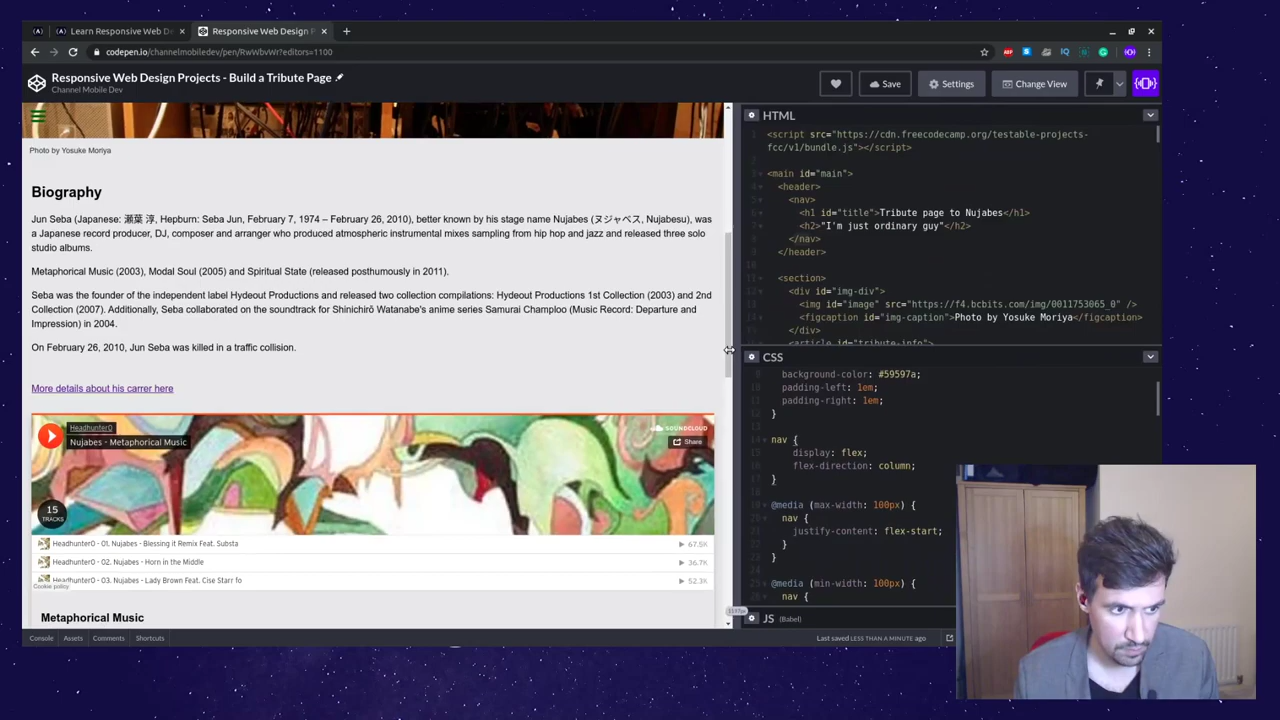 Learn Responsive Web De
Responsive Web Design P
codepen.io/channelmobiledev/pen/RwWbvWr?editors=1100
Responsive Web Design Projects - Build a Tribute Page
Channel Mobile Dev
Save
Settings
Change View
Photo by Yosuke Moriya
Biography
Jun Seba (Japanese: 瀬葉 淳, Hepburn: Seba Jun, February 7, 1974 – February 26, 2010), better known by his stage name Nujabes (ヌジャベス, Nujabesu), was
a Japanese record producer, DJ, composer and arranger who produced atmospheric instrumental mixes sampling from hip hop and jazz and released three solo
studio albums.
Metaphorical Music (2003), Modal Soul (2005) and Spiritual State (released posthumously in 2011).
Seba was the founder of the independent label Hydeout Productions and released two collection compilations: Hydeout Productions 1st Collection (2003) and 2nd
Collection (2007). Additionally, Seba collaborated on the soundtrack for Shinichirō Watanabe's anime series Samurai Champloo (Music Record: Departure and
Impression) in 2004.
On February 26, 2010, Jun Seba was killed in a traffic collision.
More details about his carrer here
Headhunter0
Nujabes - Metaphorical Music
SOUNDCLOUD
Share
15
TRACKS
Headhunter0 - 01. Nujabes - Blessing it Remix Feat. Substa
67.5K
Headhunter0 - 02. Nujabes - Horn in the Middle
36.7K
Headhunter0 - 03. Nujabes - Lady Brown Feat. Cise Starr fo
52.3K
Cookie policy
Metaphorical Music
HTML
<script src="https://cdn.freecodecamp.org/testable-projects-
fcc/v1/bundle.js"></script>
<main id="main">
<header>
<nav>
<h1 id="title">Tribute page to Nujabes</h1>
<h2>"I'm just ordinary guy"</h2>
</nav>
</header>
<section>
<div id="img-div">
<img id="image" src="https://f4.bcbits.com/img/0011753065_0" />
<figcaption id="img-caption">Photo by Yosuke Moriya</figcaption>
</div>
<article id="tribute-info">
CSS
background-color: #59597a;
padding-left: 1em;
padding-right: 1em;
}
nav {
display: flex;
flex-direction: column;
}
@media (max-width: 100px) {
nav {
justify-content: flex-start;
}
}
@media (min-width: 100px) {
nav {
JS (Babel)
Console
Assets
Comments
Shortcuts
Last saved LESS THAN A MINUTE ago